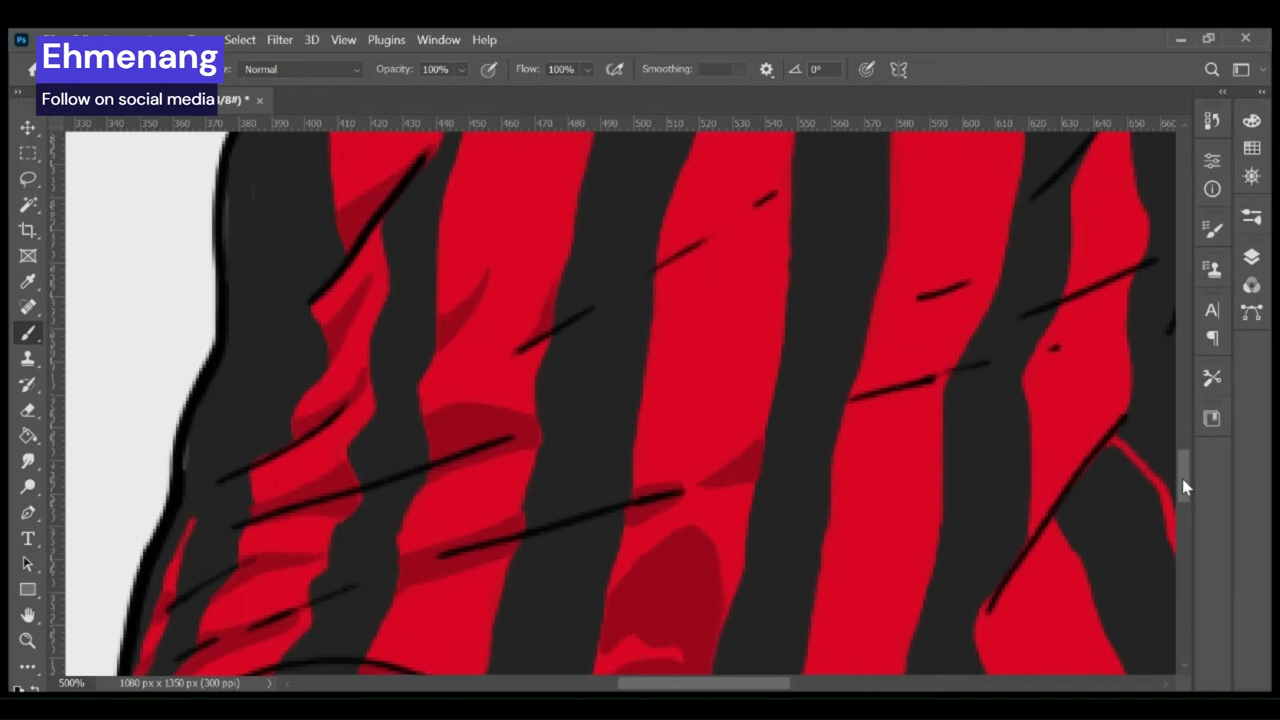 Ehmenang
Follow on social media
Select Filter 3D View Plugins Window Help
Normal Opacity: 100% Flow: 100% Smoothing: 0°
/8#) * ×
330 340 350 360 370 380 390 400 410 420 430 440 450 460 470 480 490 500 510 520 530 540 550 560 570 580 590 600 610 620 630 640 650 660
500% 1080 px x 1350 px (300 ppi)